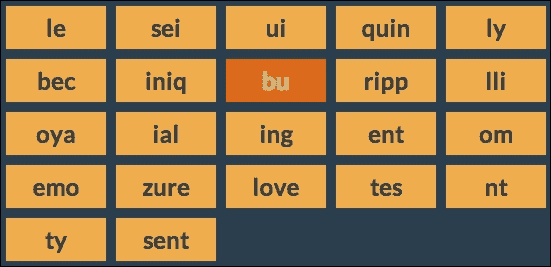 le sei ui quin ly
bec iniq bu ripp lli
oya ial ing ent om
emo zure love tes nt
ty sent